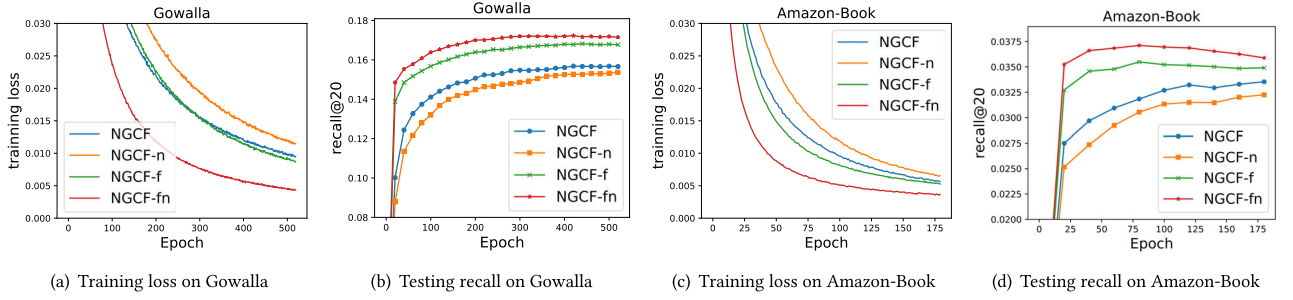 Gowalla
0.030
0.025
0.020
0.015
0.010
0.005
0.000
trainning loss
NGCF
NGCF-n
NGCF-f
NGCF-fn
0 100 200 300 400 500
Epoch
(a) Training loss on Gowalla
Gowalla
0.18
0.16
0.14
0.12
0.10
0.08
recall@20
NGCF
NGCF-n
NGCF-f
NGCF-fn
0 100 200 300 400 500
Epoch
(b) Testing recall on Gowalla
Amazon-Book
0.030
0.025
0.020
0.015
0.010
0.005
0.000
trainning loss
NGCF
NGCF-n
NGCF-f
NGCF-fn
0 25 50 75 100 125 150 175
Epoch
(c) Training loss on Amazon-Book
Amazon-Book
0.0375
0.0350
0.0325
0.0300
0.0275
0.0250
0.0225
0.0200
recall@20
NGCF
NGCF-n
NGCF-f
NGCF-fn
0 25 50 75 100 125 150 175
Epoch
(d) Testing recall on Amazon-Book